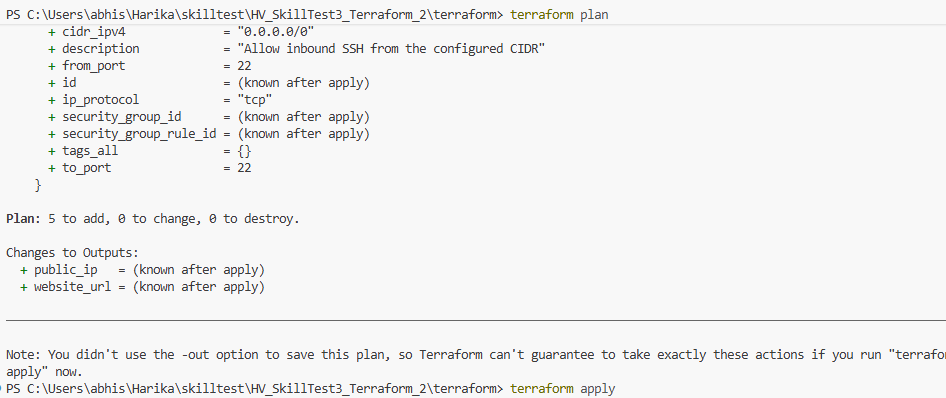 PS C:\Users\abhis\Harika\skilltest\HV_SkillTest3_Terraform_2\terraform> terraform plan
+ cidr_ipv4 = "0.0.0.0/0"
+ description = "Allow inbound SSH from the configured CIDR"
+ from_port = 22
+ id = (known after apply)
+ ip_protocol = "tcp"
+ security_group_id = (known after apply)
+ security_group_rule_id = (known after apply)
+ tags_all = {}
+ to_port = 22
}
Plan: 5 to add, 0 to change, 0 to destroy.
Changes to Outputs:
+ public_ip = (known after apply)
+ website_url = (known after apply)
Note: You didn't use the -out option to save this plan, so Terraform can't guarantee to take exactly these actions if you run "terrafo
apply" now.
PS C:\Users\abhis\Harika\skilltest\HV_SkillTest3_Terraform_2\terraform> terraform apply